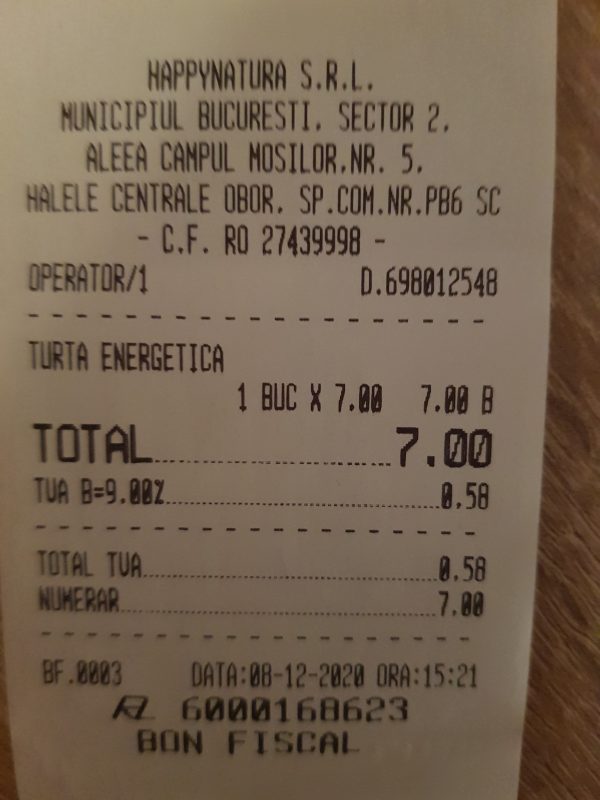 HAPPYNATURA S.R.L.
MUNICIPIUL BUCURESTI. SECTOR 2.
ALEEA CAMPUL MOSILOR.NR. 5.
HALELE CENTRALE OBOR. SP.COM.NR.PB6 SC
- C.F. RO 27439998 -
OPERATOR/1 D.698012548
TURTA ENERGETICA
1 BUC X 7.00 7.00 B
TOTAL 7.00
TVA B=9.00% 0.58
TOTAL TVA 0.58
NUMERAR 7.00
BF.0003 DATA:08-12-2020 ORA:15:21
6000168623
BON FISCAL